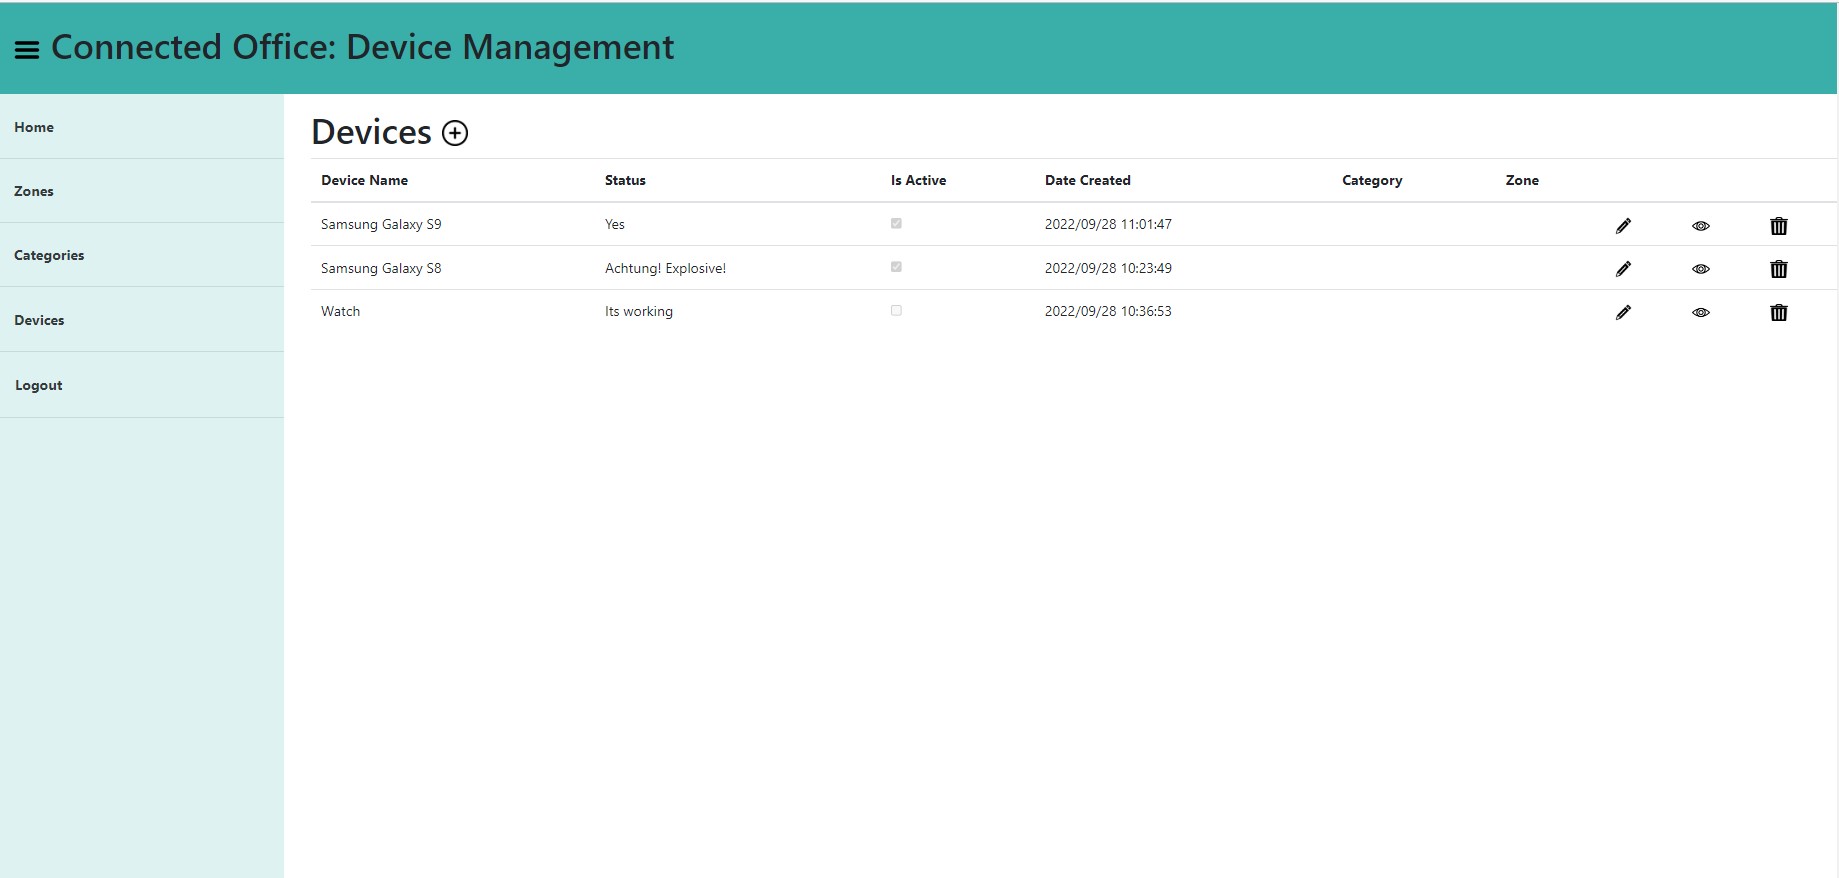 Connected Office: Device Management
Home
Zones
Categories
Devices
Logout
Devices
Device Name Status Is Active Date Created Category Zone
Samsung Galaxy S9 Yes 2022/09/28 11:01:47
Samsung Galaxy S8 Achtung! Explosive! 2022/09/28 10:23:49
Watch Its working 2022/09/28 10:36:53